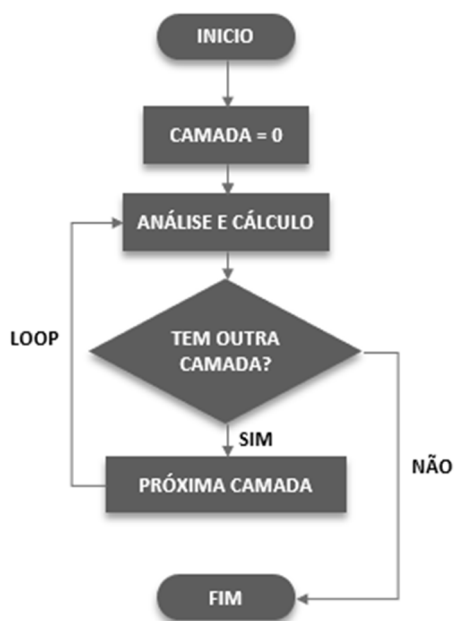 INICIO
CAMADA = 0
ANÁLISE E CÁLCULO
LOOP
TEM OUTRA
CAMADA?
SIM
NÃO
PRÓXIMA CAMADA
FIM